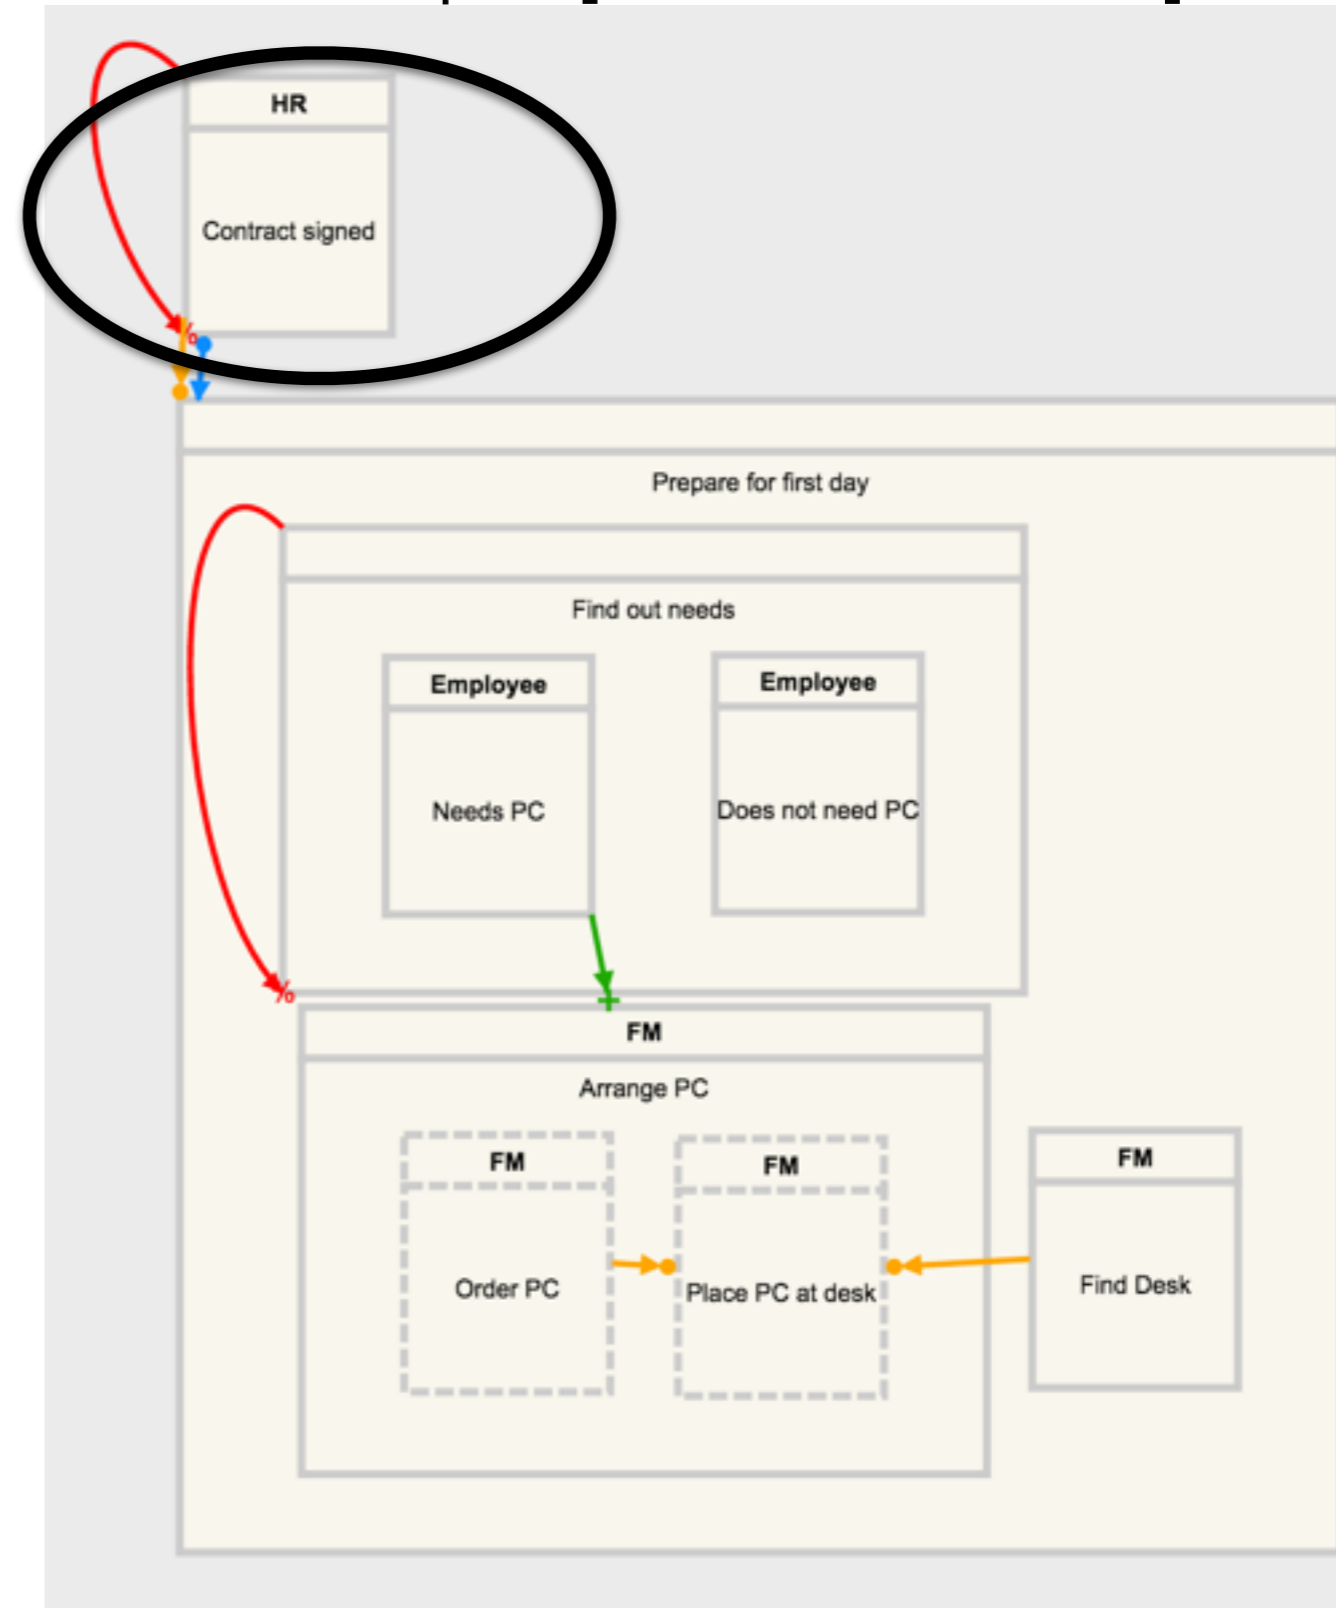 HR
Contract signed
%
Prepare for first day
Find out needs
Employee
Employee
Needs PC
Does not need PC
%
+
FM
Arrange PC
FM
FM
FM
Order PC
Place PC at desk
Find Desk